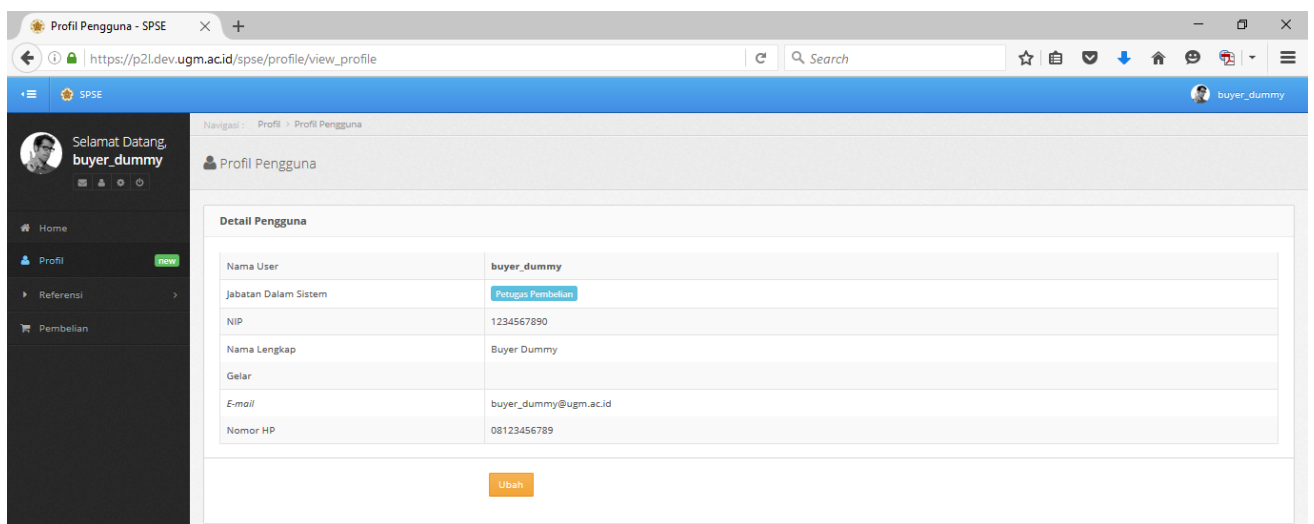 Profil Pengguna - SPSE
https://p2l.dev.ugm.ac.id/spse/profile/view_profile
Search
SPSE
buyer_dummy
Selamat Datang,
buyer_dummy
Home
Profil new
Referensi
Pembelian
Navigasi : Profil > Profil Pengguna
Profil Pengguna
Detail Pengguna
Nama User buyer_dummy
Jabatan Dalam Sistem Petugas Pembelian
NIP 1234567890
Nama Lengkap Buyer Dummy
Gelar
E-mail buyer_dummy@ugm.ac.id
Nomor HP 08123456789
Ubah